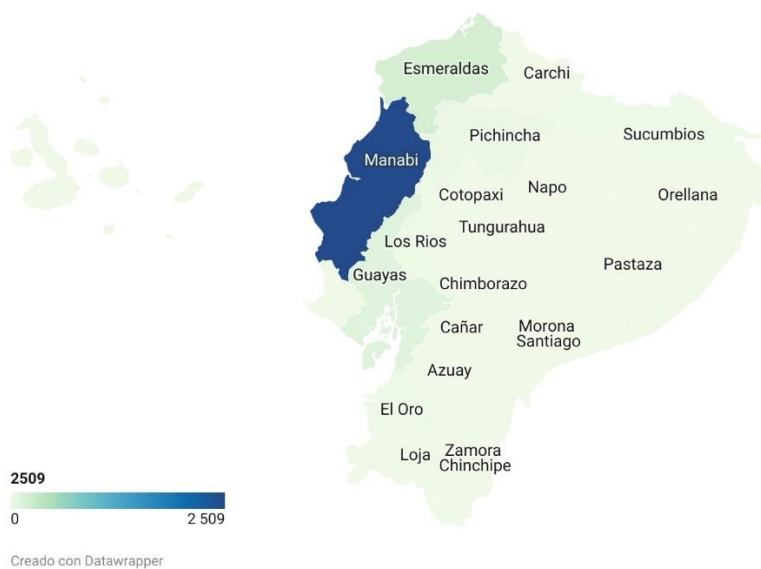 Esmeraldas
Carchi
Pichincha
Sucumbios
Manabi
Cotopaxi
Napo
Orellana
Tungurahua
Los Rios
Pastaza
Guayas
Chimborazo
Cañar
Morona
Santiago
Azuay
El Oro
Loja
Zamora
Chinchipe
2509
0
2 509
Creado con Datawrapper